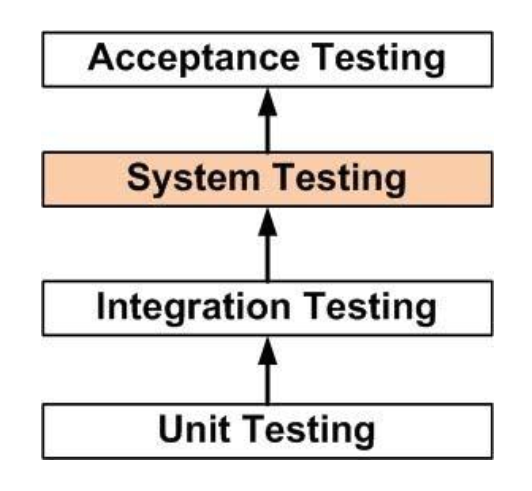 Acceptance Testing
System Testing
Integration Testing
Unit Testing